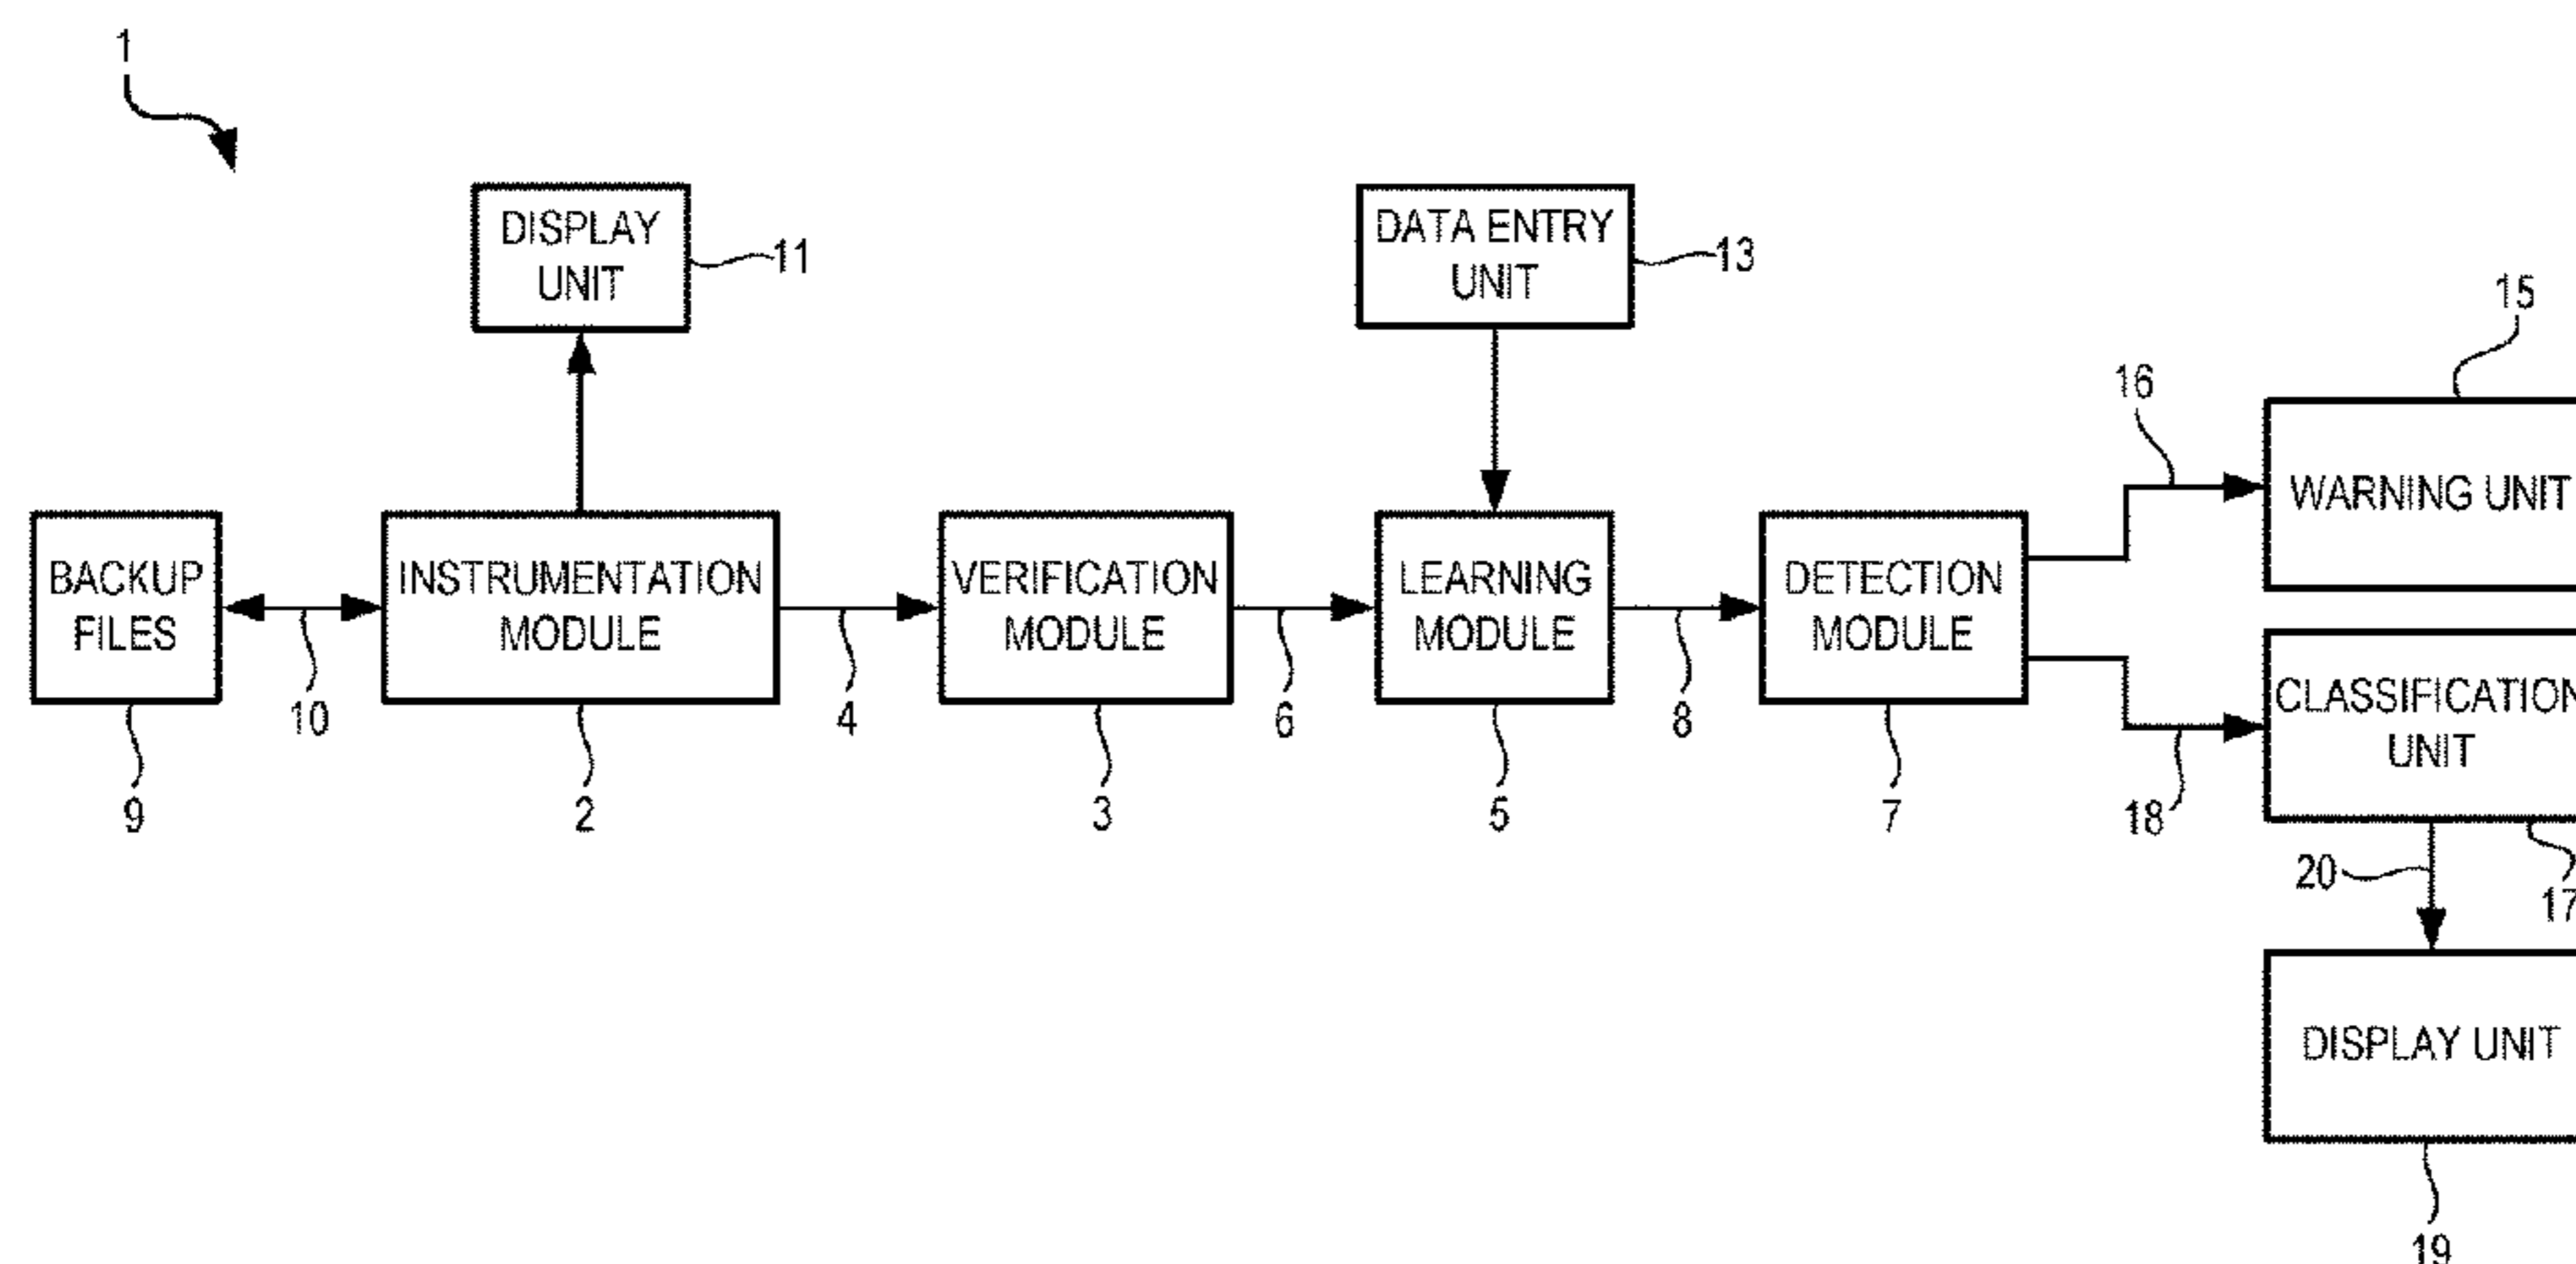 1
DISPLAY
UNIT
11
DATA ENTRY
UNIT
13
15
16
WARNING UNIT
BACKUP
FILES
10
INSTRUMENTATION
MODULE
4
VERIFICATION
MODULE
6
LEARNING
MODULE
8
DETECTION
MODULE
CLASSIFICATION
UNIT
18
9
2
3
5
7
20
17
DISPLAY UNIT
19